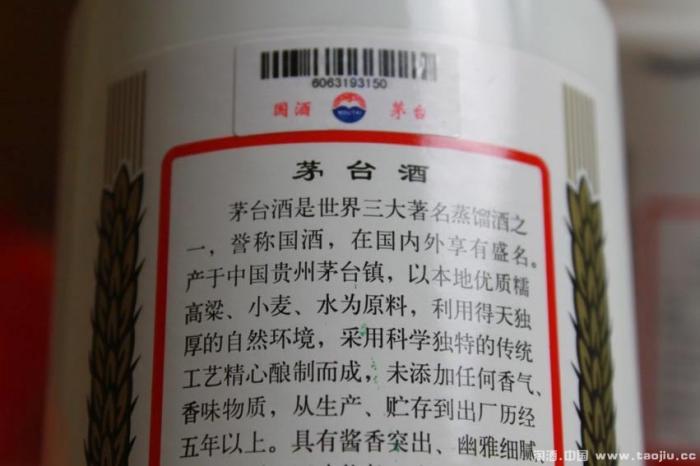 6063193150
国酒 MOUTAI 茅台
茅台酒
茅台酒是世界三大著名蒸馏酒之
一，誉称国酒，在国内外享有盛名。
产于中国贵州茅台镇，以本地优质糯
高粱、小麦、水为原料，利用得天独
厚的自然环境，采用科学独特的传统
工艺精心酿制而成，未添加任何香气、
香味物质，从生产、贮存到出厂历经
五年以上。具有酱香突出、幽雅细腻
淘酒.中国 www.taojiu.cc